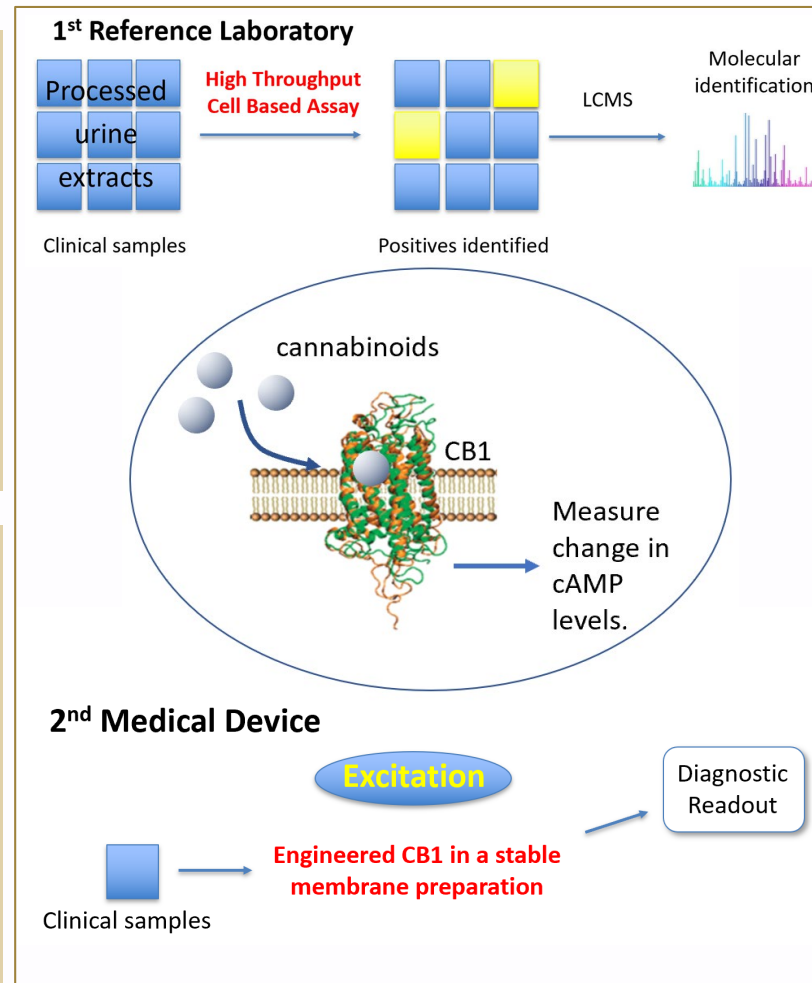 1st Reference Laboratory
Processed
urine
extracts
High Throughput
Cell Based Assay
LCMS
Molecular
identification
Clinical samples
Positives identified
cannabinoids
CB1
Measure
change in
cAMP
levels.
2nd Medical Device
Excitation
Diagnostic
Readout
Engineered CB1 in a stable
membrane preparation
Clinical samples